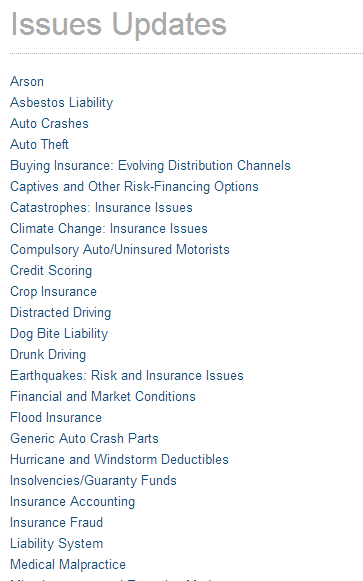 Issues Updates
Arson
Asbestos Liability
Auto Crashes
Auto Theft
Buying Insurance: Evolving Distribution Channels
Captives and Other Risk-Financing Options
Catastrophes: Insurance Issues
Climate Change: Insurance Issues
Compulsory Auto/Uninsured Motorists
Credit Scoring
Crop Insurance
Distracted Driving
Dog Bite Liability
Drunk Driving
Earthquakes: Risk and Insurance Issues
Financial and Market Conditions
Flood Insurance
Generic Auto Crash Parts
Hurricane and Windstorm Deductibles
Insolvencies/Guaranty Funds
Insurance Accounting
Insurance Fraud
Liability System
Medical Malpractice